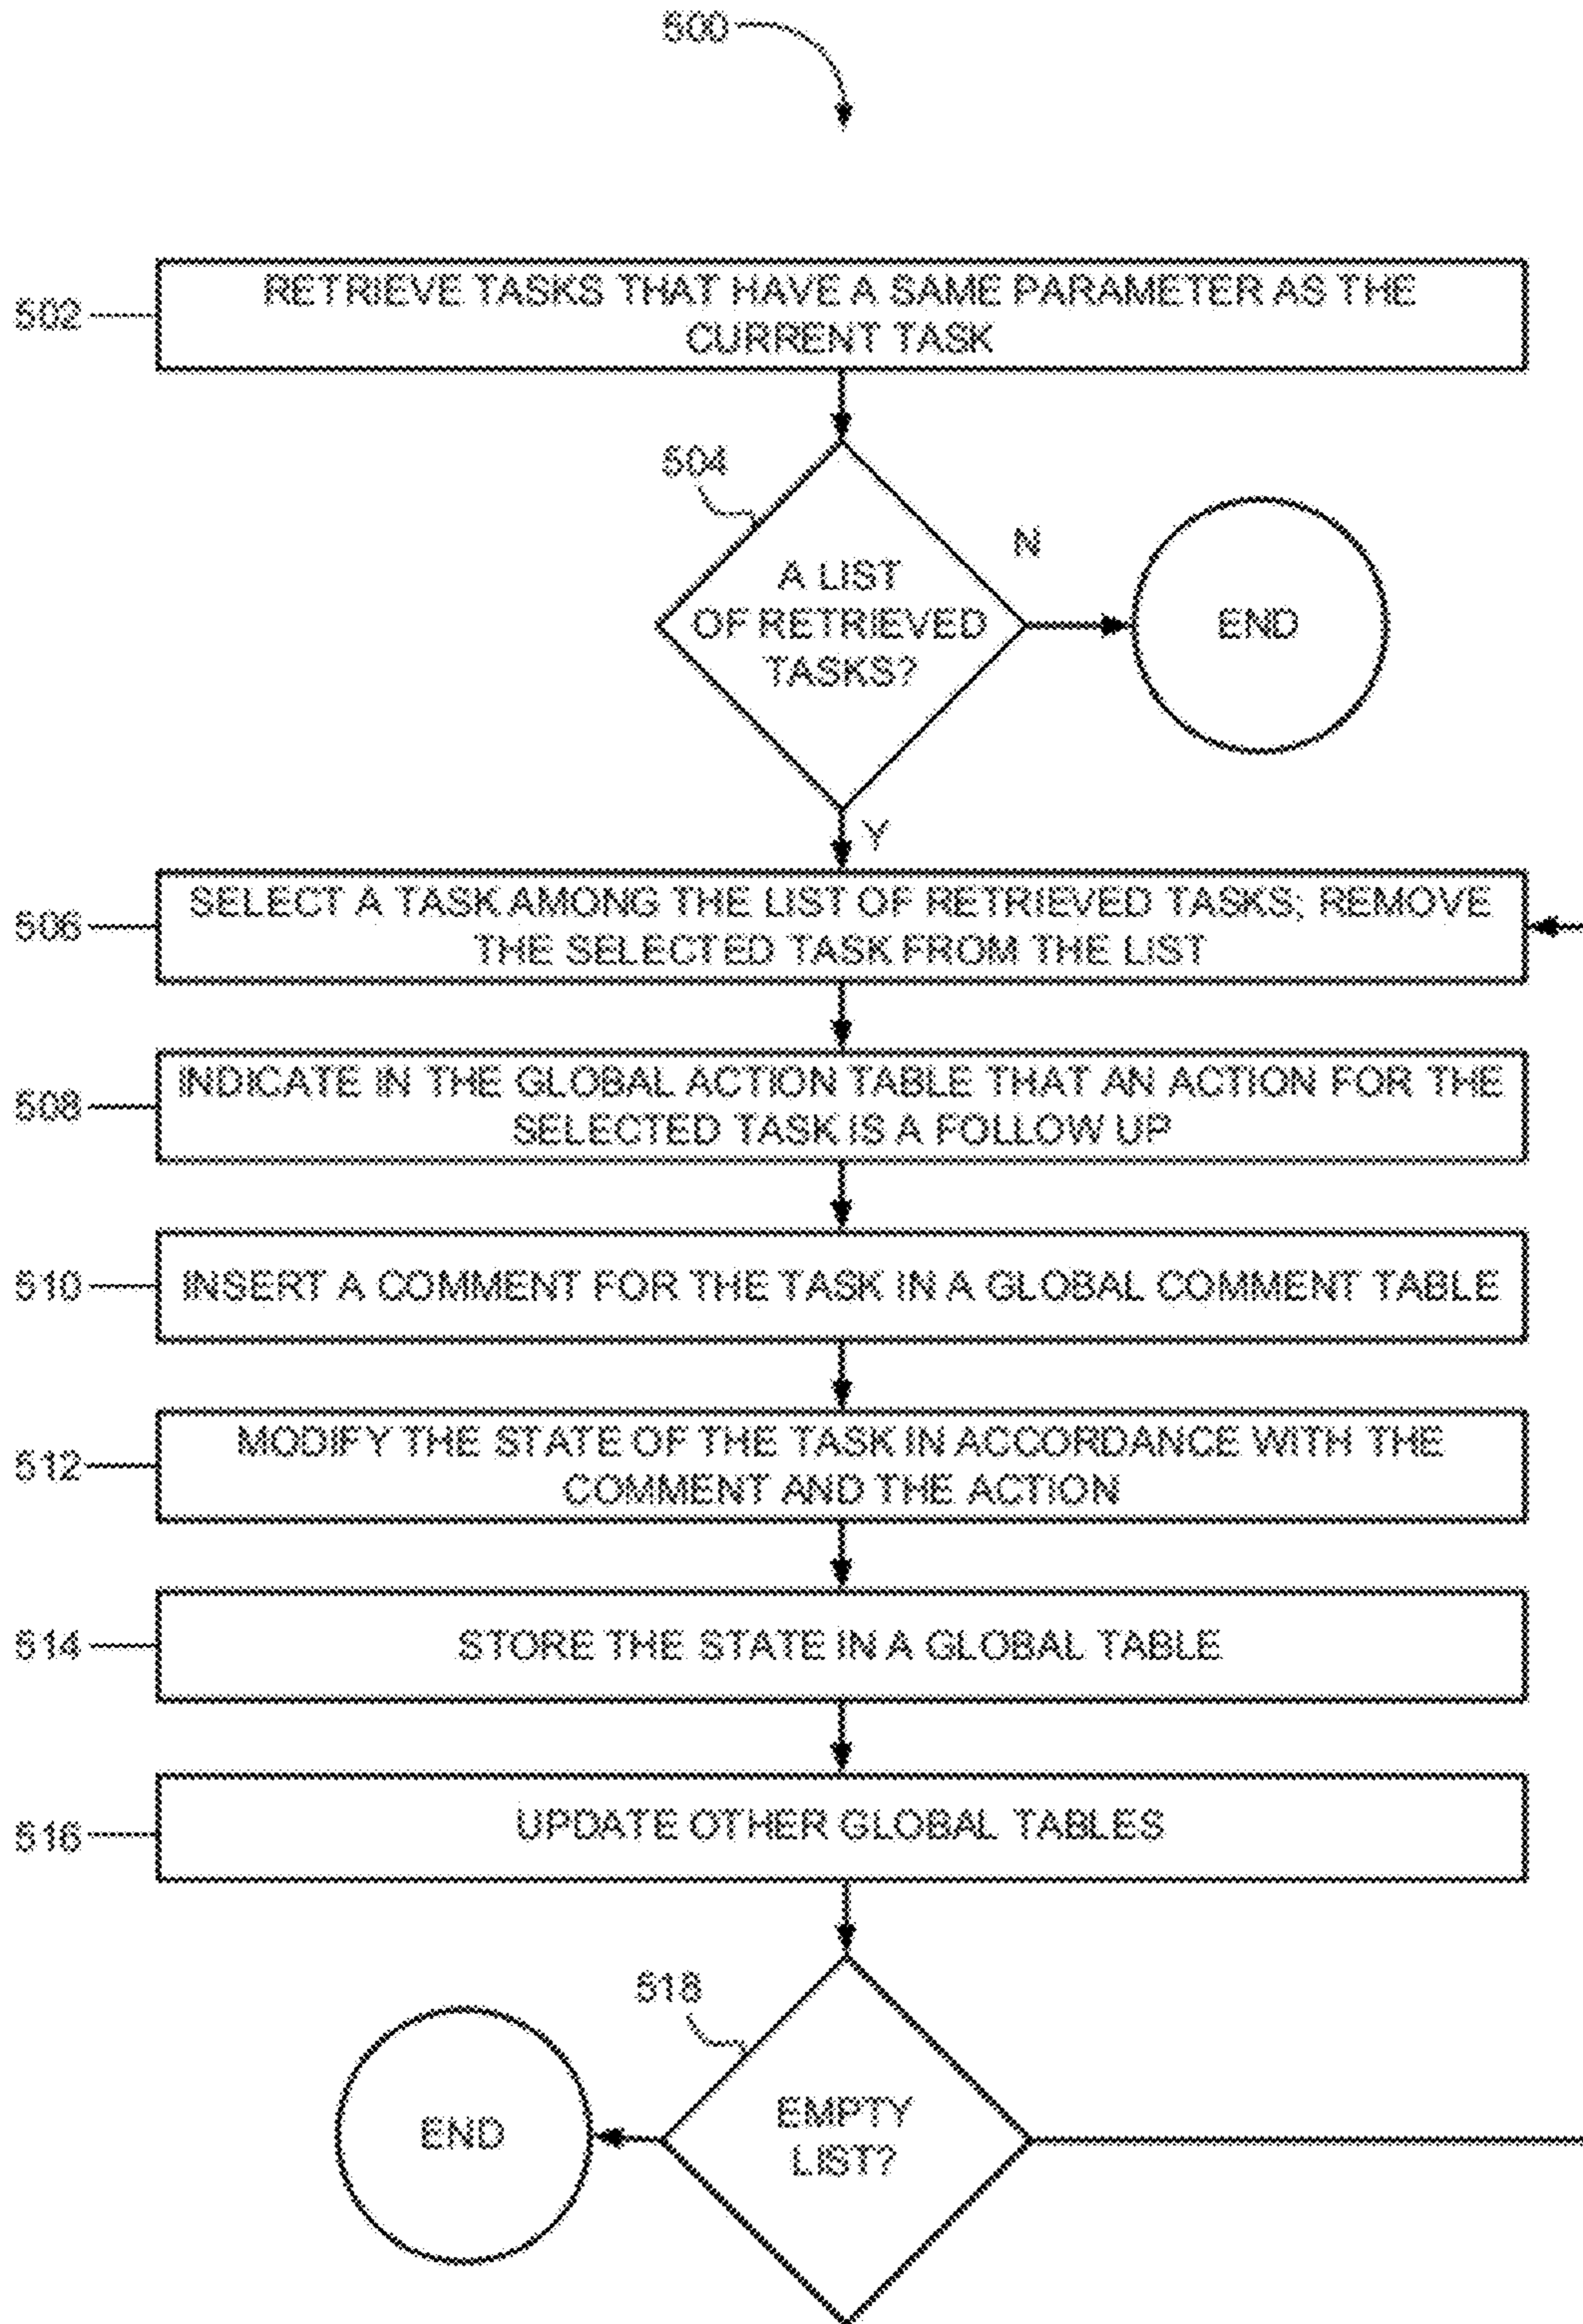 500
502
RETRIEVE TASKS THAT HAVE A SAME PARAMETER AS THE
CURRENT TASK
504
A LIST
OF RETRIEVED
TASKS?
N
END
Y
506
SELECT A TASK AMONG THE LIST OF RETRIEVED TASKS; REMOVE
THE SELECTED TASK FROM THE LIST
508
INDICATE IN THE GLOBAL ACTION TABLE THAT AN ACTION FOR THE
SELECTED TASK IS A FOLLOW UP
510
INSERT A COMMENT FOR THE TASK IN A GLOBAL COMMENT TABLE
512
MODIFY THE STATE OF THE TASK IN ACCORDANCE WITH THE
COMMENT AND THE ACTION
514
STORE THE STATE IN A GLOBAL TABLE
516
UPDATE OTHER GLOBAL TABLES
518
END
EMPTY
LIST?